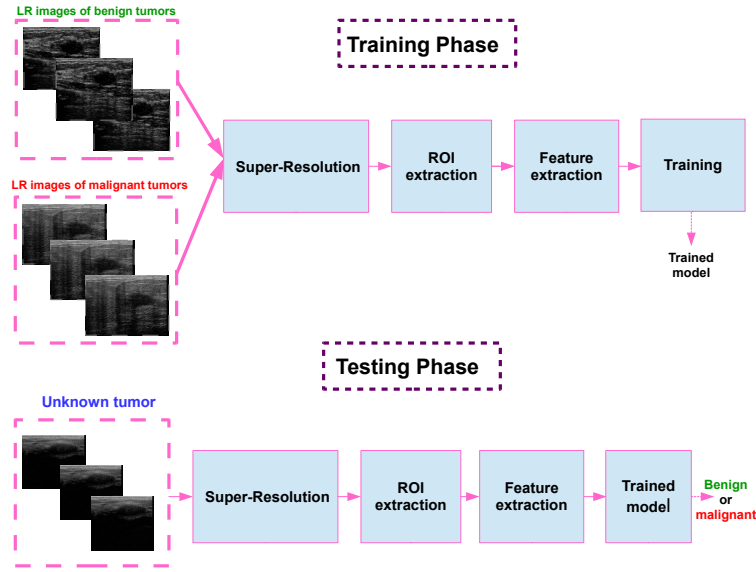 LR images of benign tumors
Training Phase
Super-Resolution
ROI
extraction
Feature
extraction
Training
LR images of malignant tumors
Trained
model
Testing Phase
Unknown tumor
Super-Resolution
ROI
extraction
Feature
extraction
Trained
model
Benign
or
malignant